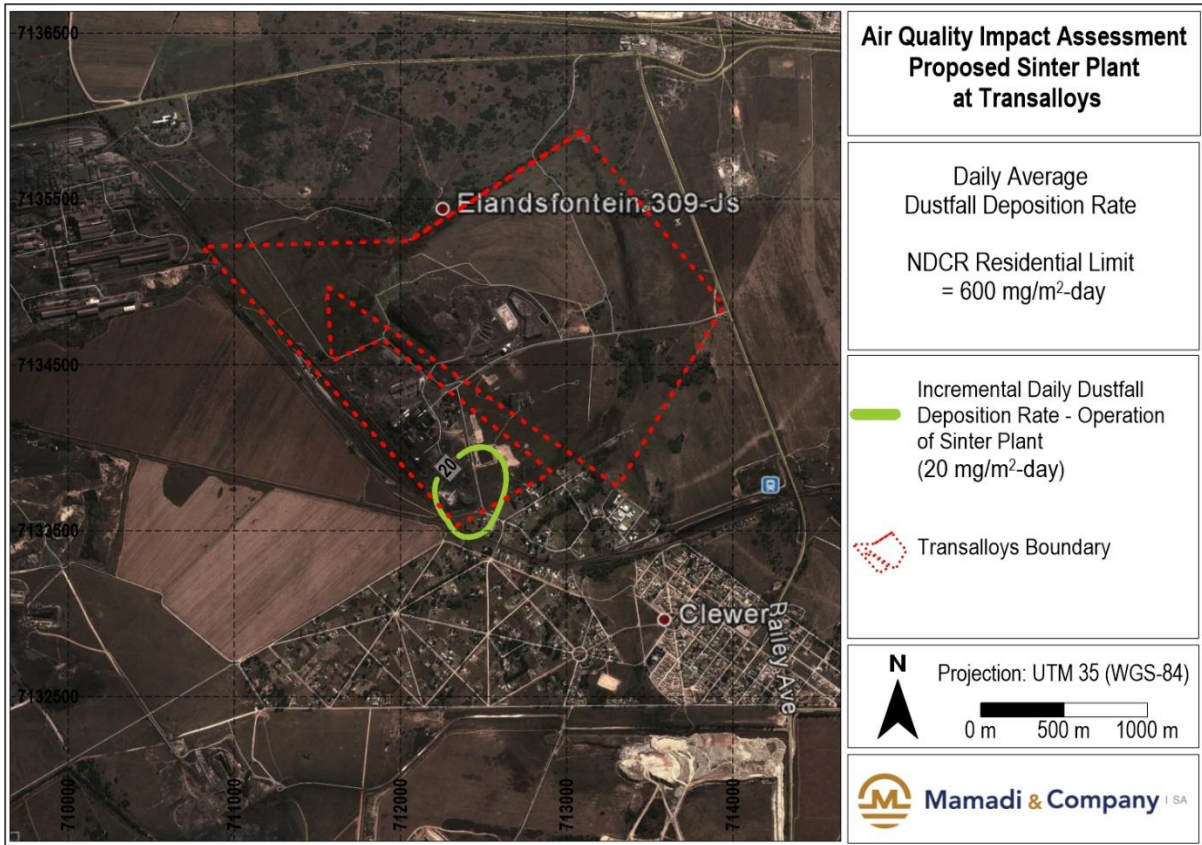 7136500
7135500
7134500
7133500
7132500
710000
711000
712000
713000
714000
Elandsfontein.309-Js
20
Clewer
Railey Ave
Air Quality Impact Assessment
Proposed Sinter Plant
at Transalloys
Daily Average
Dustfall Deposition Rate
NDCR Residential Limit
= 600 mg/m²-day
Incremental Daily Dustfall
Deposition Rate - Operation
of Sinter Plant
(20 mg/m²-day)
Transalloys Boundary
N
Projection: UTM 35 (WGS-84)
0 m 500 m 1000 m
M
Mamadi & Company | SA